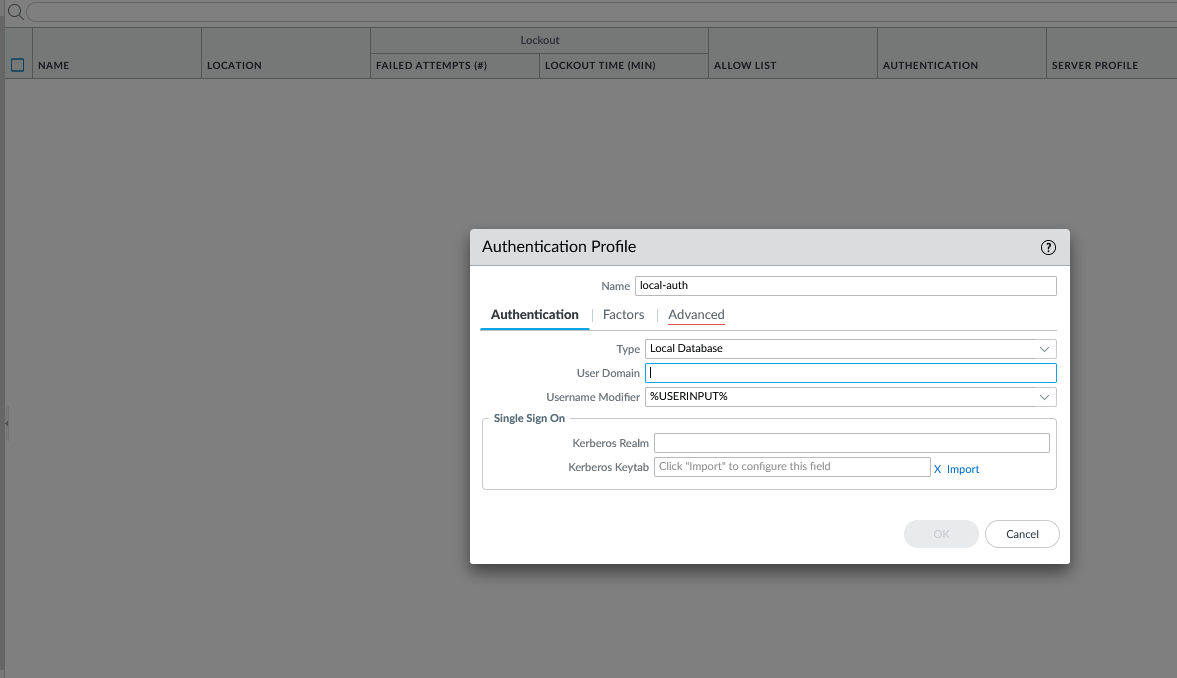 Lockout
NAME LOCATION FAILED ATTEMPTS (#) LOCKOUT TIME (MIN) ALLOW LIST AUTHENTICATION SERVER PROFILE
Authentication Profile ?
Name local-auth
Authentication Factors Advanced
Type Local Database
User Domain
Username Modifier %USERINPUT%
Single Sign On
Kerberos Realm
Kerberos Keytab Click "Import" to configure this field X Import
OK Cancel